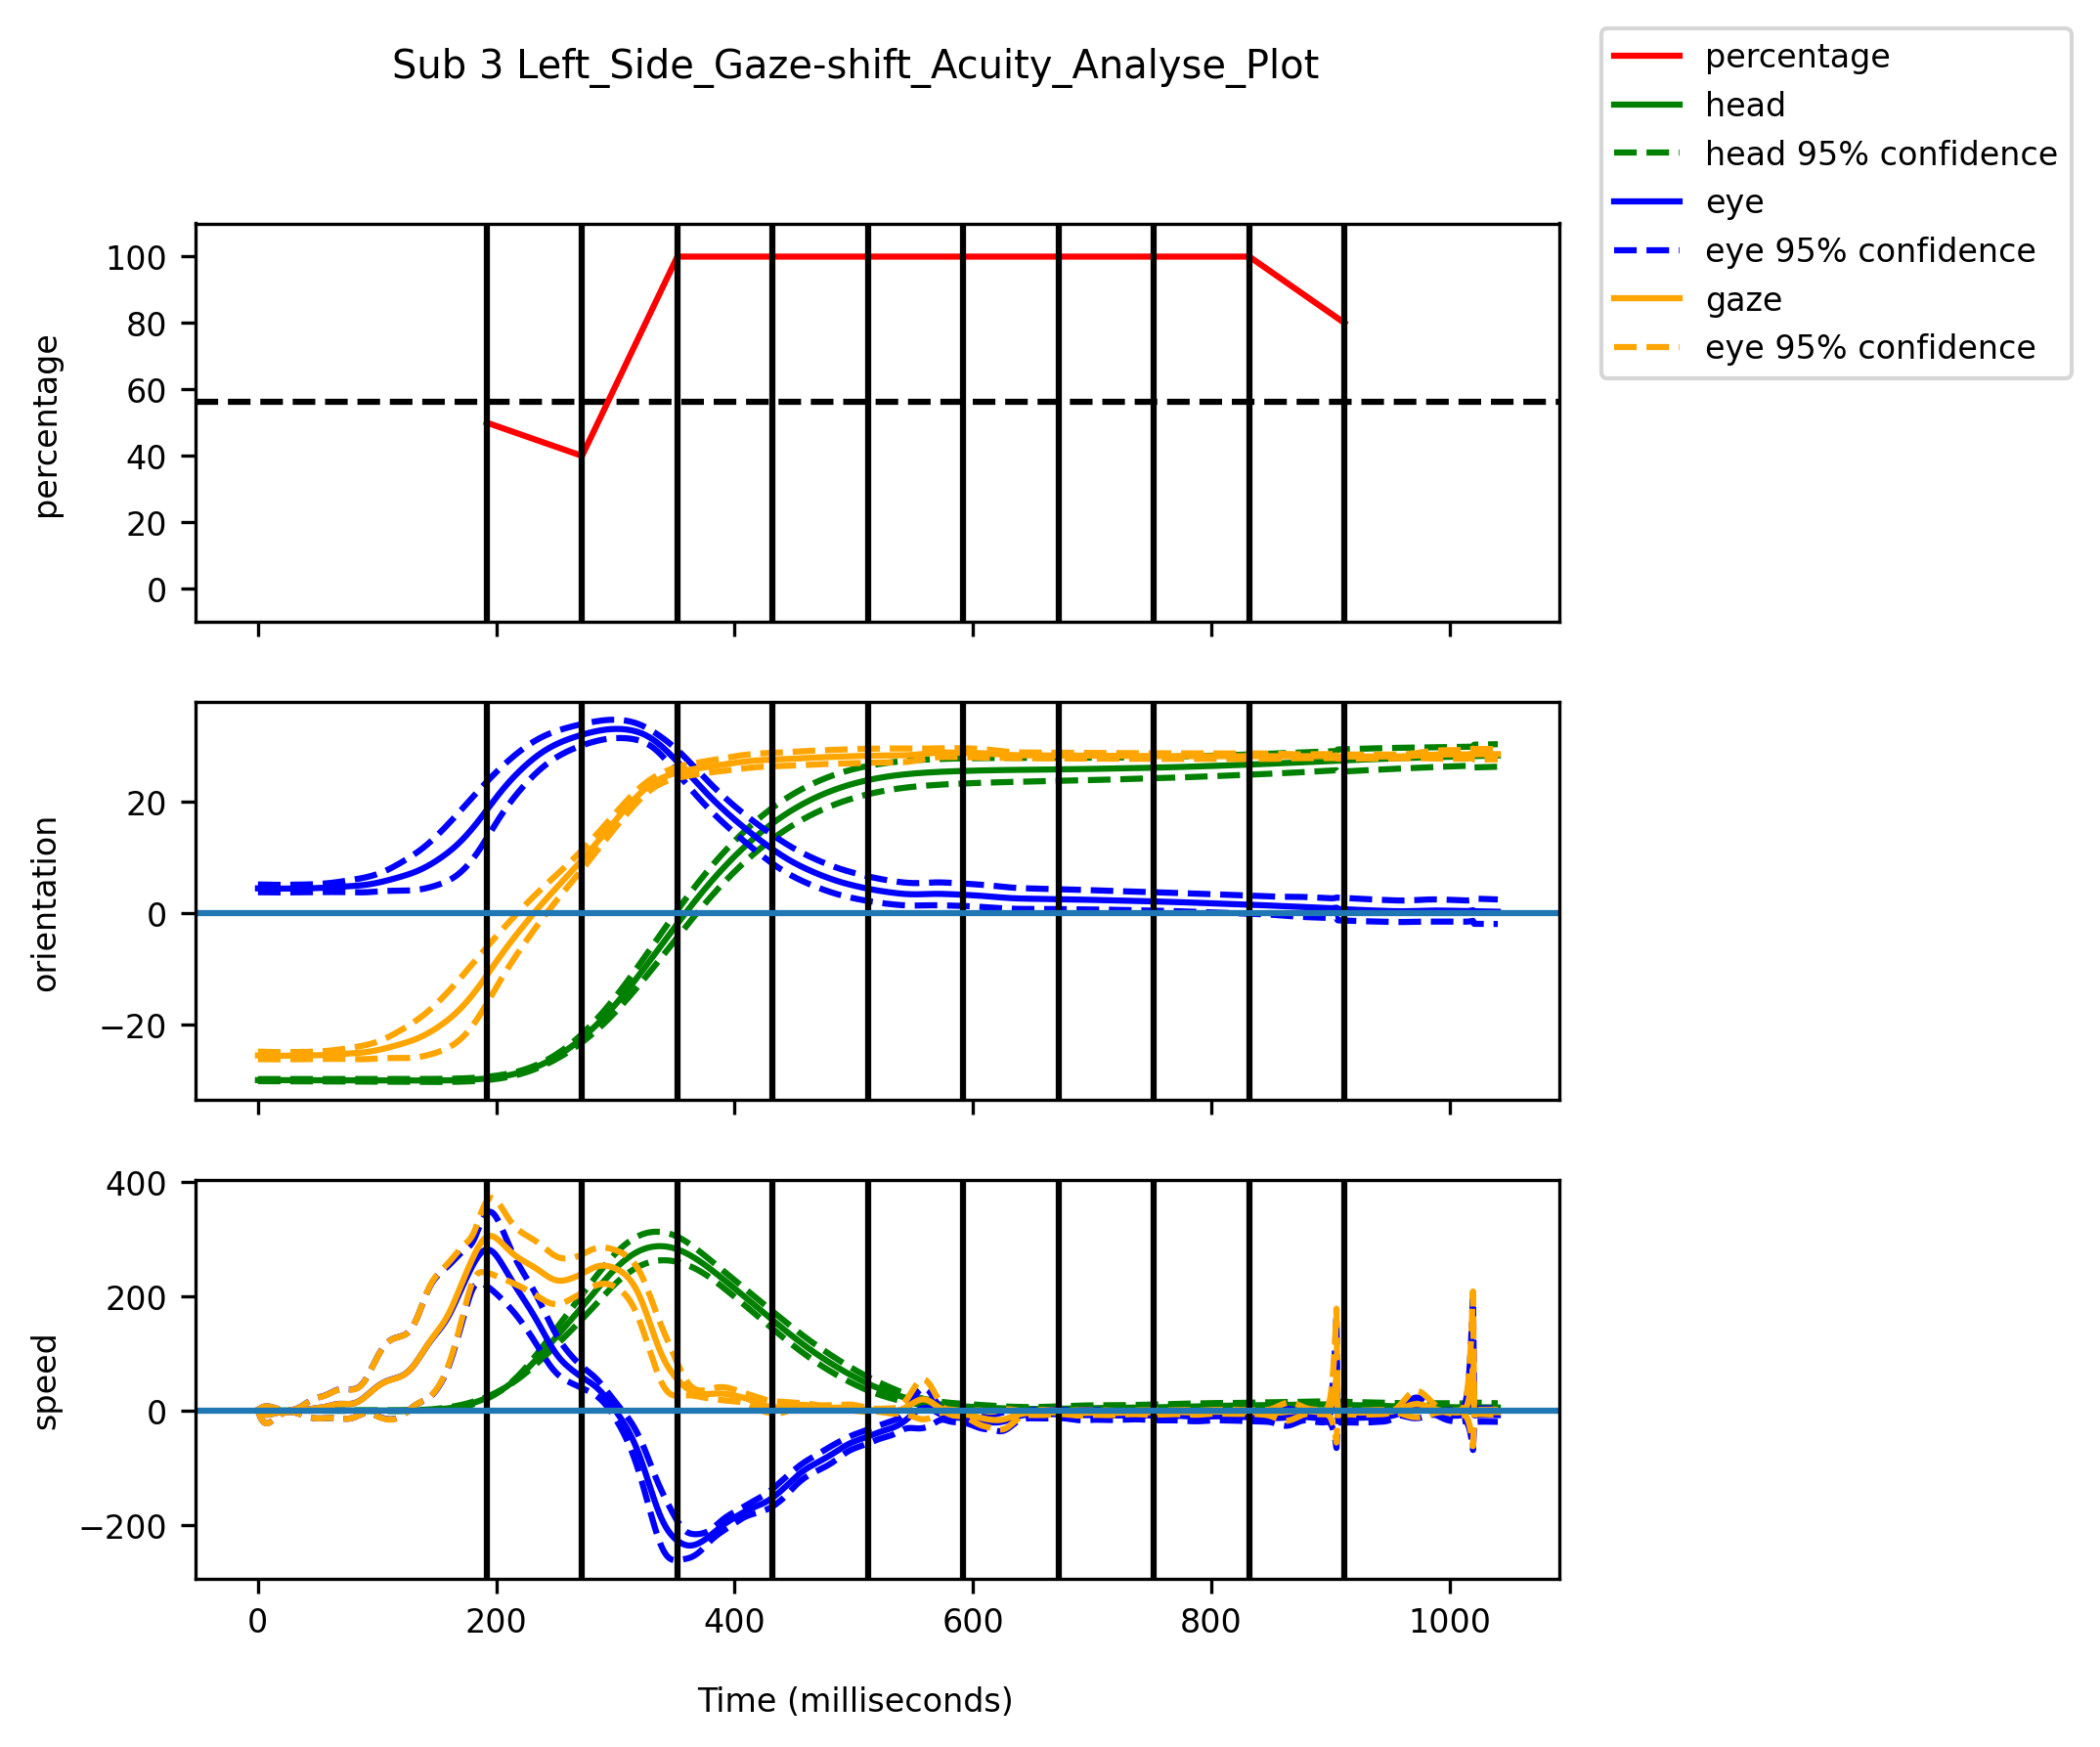 Sub 3 Left_Side_Gaze-shift_Acuity_Analyse_Plot
percentage
head
head 95% confidence
eye
eye 95% confidence
gaze
eye 95% confidence
percentage
100
80
60
40
20
0
orientation
20
0
−20
speed
400
200
0
−200
0 200 400 600 800 1000
Time (milliseconds)